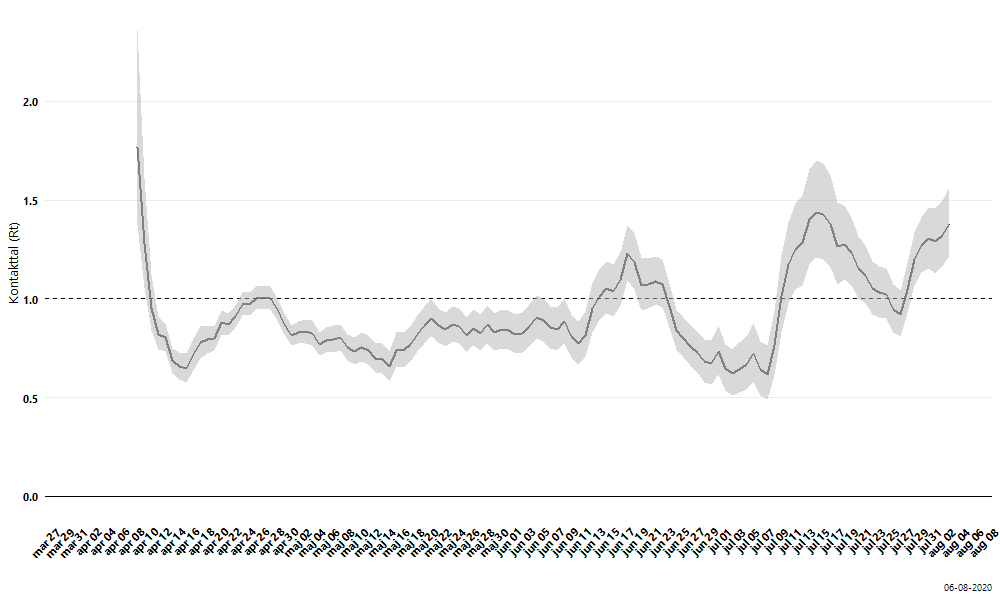 Kontakttal (Rt)
2.0
1.5
1.0
0.5
0.0
mar 27
mar 29
mar 31
apr 02
apr 04
apr 06
apr 08
apr 10
apr 12
apr 14
apr 16
apr 18
apr 20
apr 22
apr 24
apr 26
apr 28
apr 30
maj 02
maj 04
maj 06
maj 08
maj 10
maj 12
maj 14
maj 16
maj 18
maj 20
maj 22
maj 24
maj 26
maj 28
maj 30
jun 01
jun 03
jun 05
jun 07
jun 09
jun 11
jun 13
jun 15
jun 17
jun 19
jun 21
jun 23
jun 25
jun 27
jun 29
jul 01
jul 03
jul 05
jul 07
jul 09
jul 11
jul 13
jul 15
jul 17
jul 19
jul 21
jul 23
jul 25
jul 27
jul 29
jul 31
aug 02
aug 04
aug 06
aug 08
06-08-2020